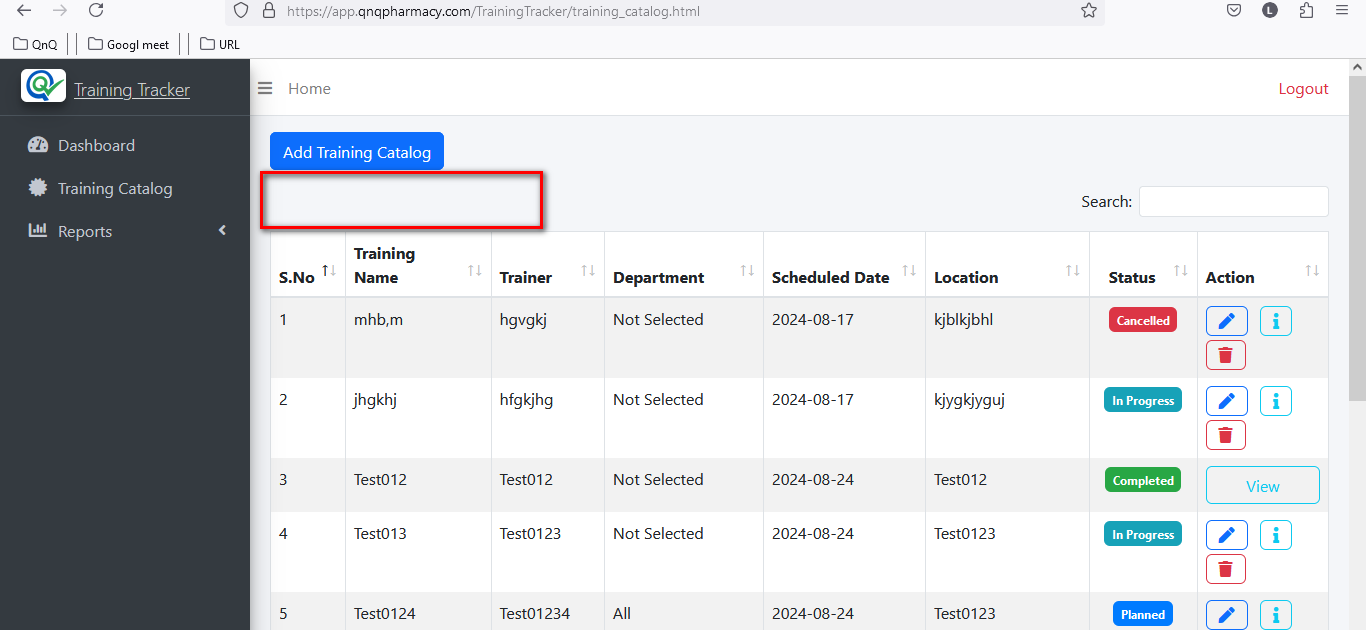 https://app.qnqpharmacy.com/TrainingTracker/training_catalog.html
L
QnQ
Googl meet
URL
Training Tracker
Home
Logout
Dashboard
Training Catalog
Reports
Add Training Catalog
Search:
S.No Training Name Trainer Department Scheduled Date Location Status Action
1 mhb,m hgvgkj Not Selected 2024-08-17 kjblkjbhl Cancelled
2 jhgkhj hfgkjhg Not Selected 2024-08-17 kjygkjyguj In Progress
3 Test012 Test012 Not Selected 2024-08-24 Test012 Completed View
4 Test013 Test0123 Not Selected 2024-08-24 Test0123 In Progress
5 Test0124 Test01234 All 2024-08-24 Test0123 Planned